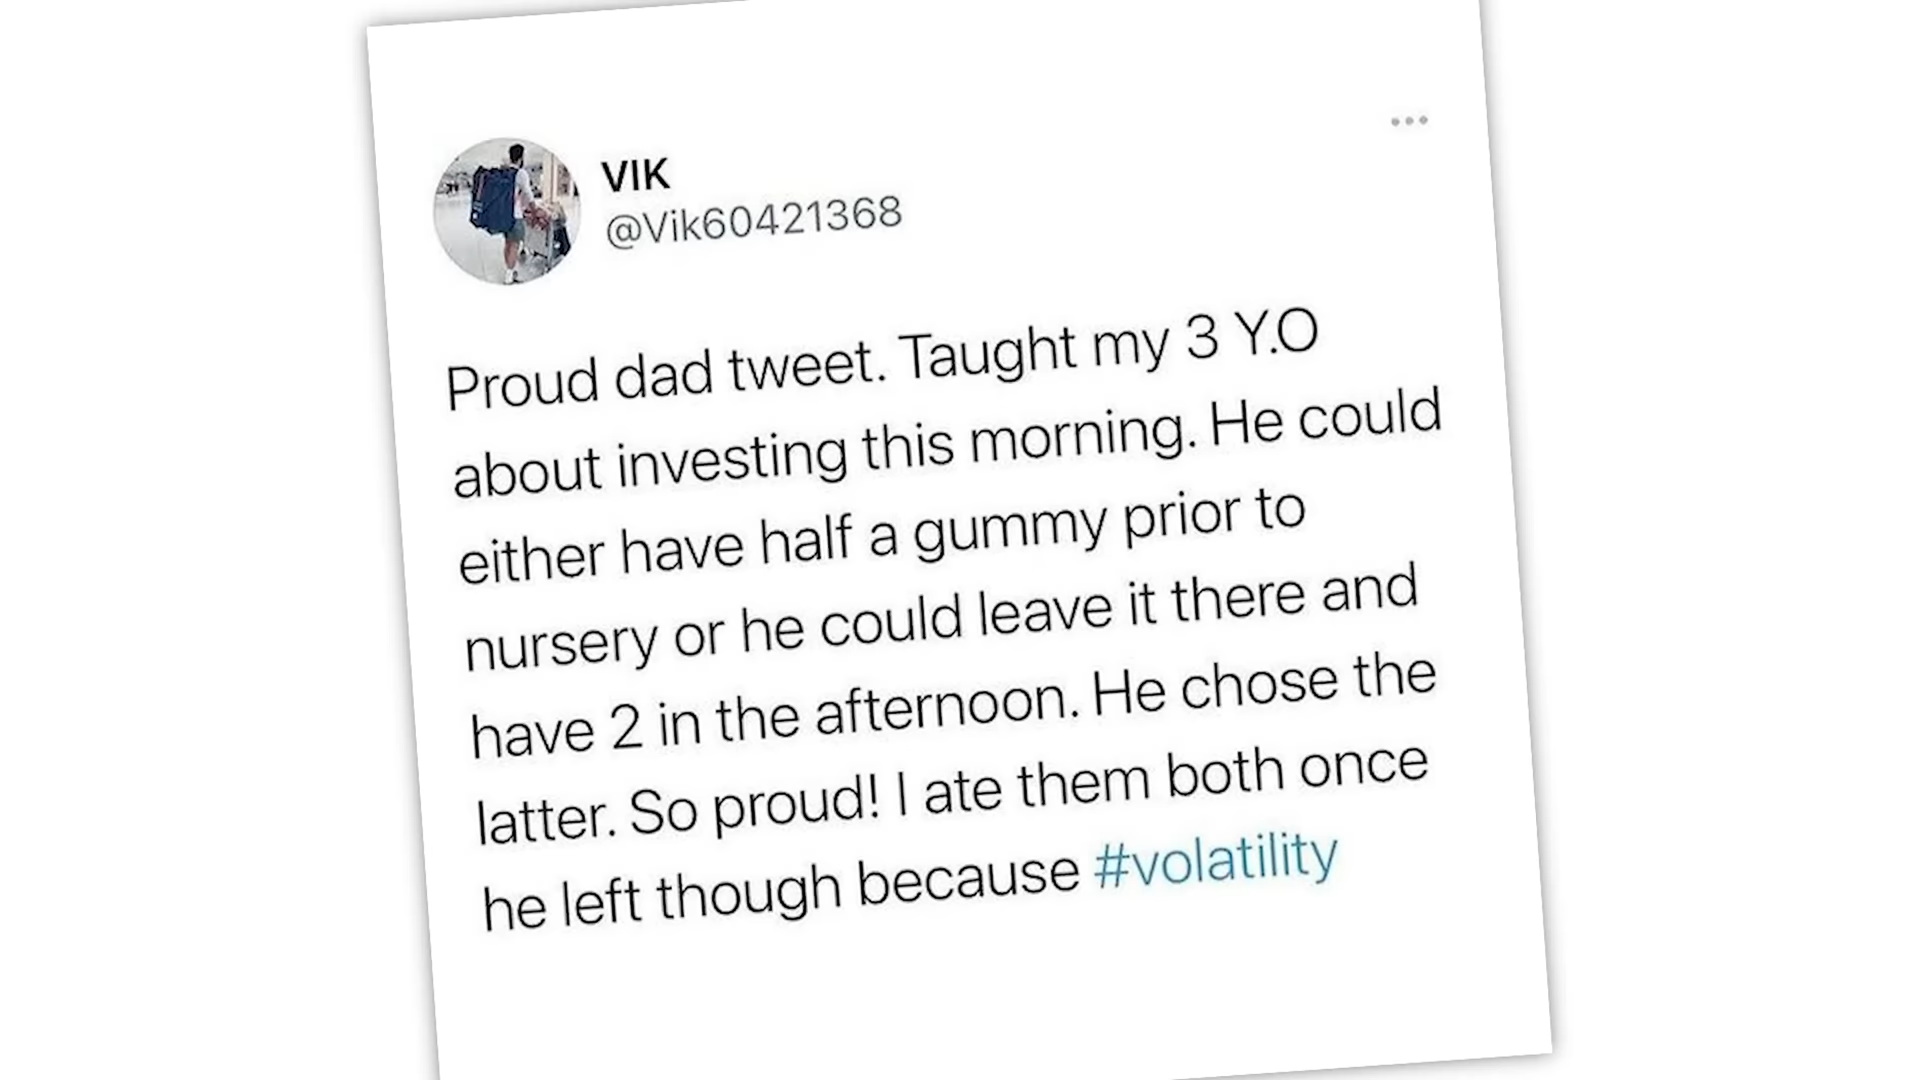 VIK
@Vik60421368
Proud dad tweet. Taught my 3 Y.O
about investing this morning. He could
either have half a gummy prior to
nursery or he could leave it there and
have 2 in the afternoon. He chose the
latter. So proud! I ate them both once
he left though because #volatility